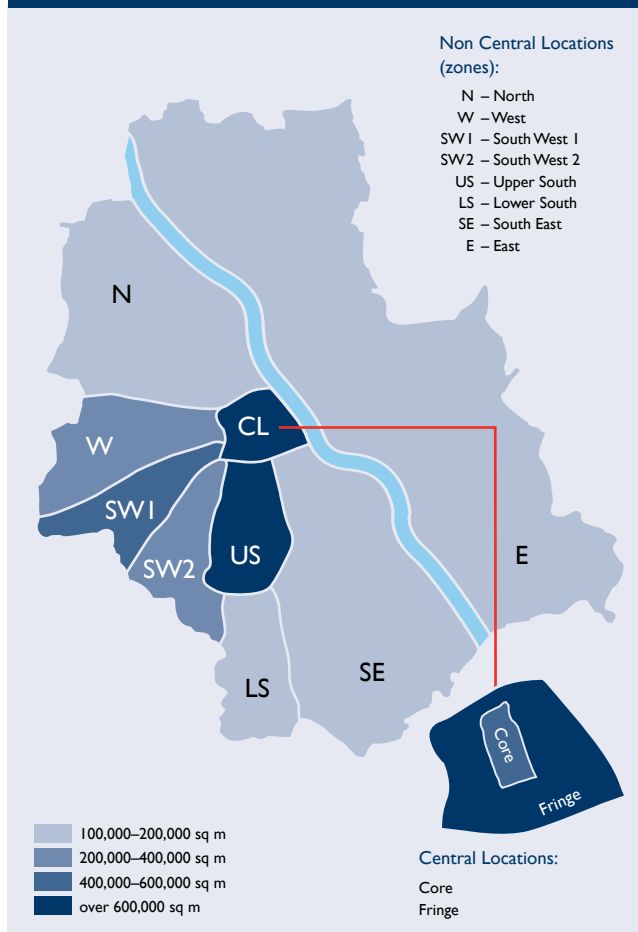 Non Central Locations
(zones):
N – North
W – West
SW1 – South West 1
SW2 – South West 2
US – Upper South
LS – Lower South
SE – South East
E – East
N
CL
W
SW1
SW2
US
E
LS
SE
Core
Fringe
100,000–200,000 sq m
200,000–400,000 sq m
400,000–600,000 sq m
over 600,000 sq m
Central Locations:
Core
Fringe